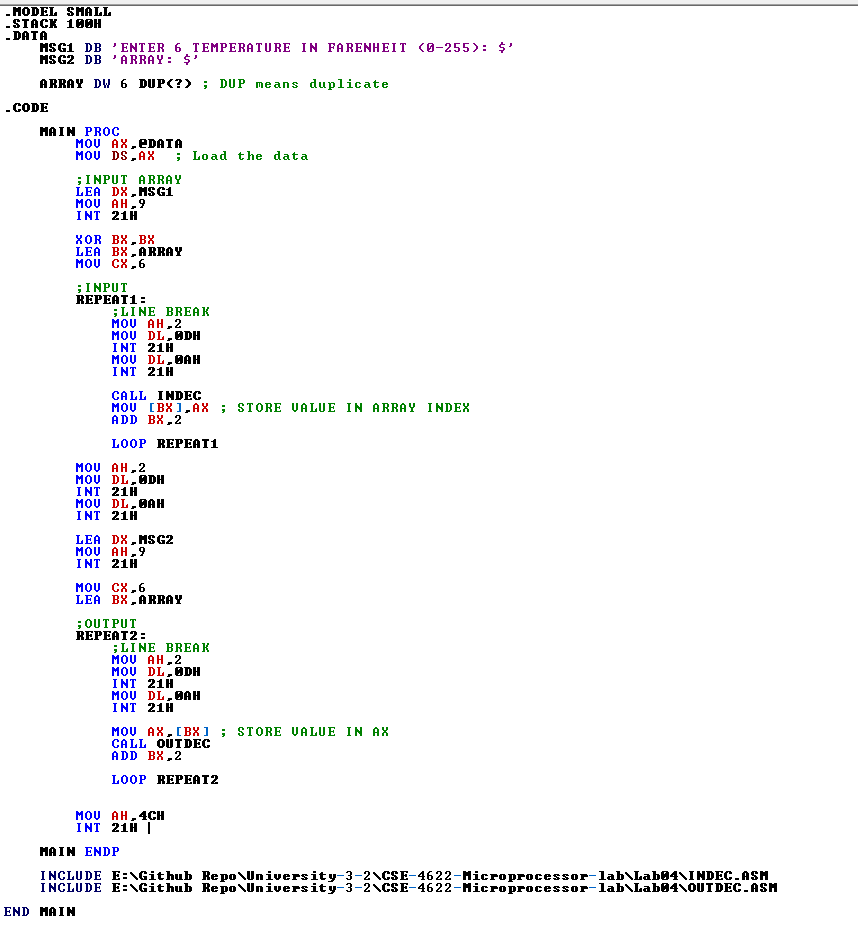 .MODEL SMALL
.STACK 100H
.DATA
    MSG1 DB 'ENTER 6 TEMPERATURE IN FARENHEIT (0-255): $'
    MSG2 DB 'ARRAY: $'
    ARRAY DW 6 DUP(?) ; DUP means duplicate
.CODE
    MAIN PROC
        MOV AX,@DATA
        MOV DS,AX  ; Load the data
        ;INPUT ARRAY
        LEA DX,MSG1
        MOV AH,9
        INT 21H
        XOR BX,BX
        LEA BX,ARRAY
        MOV CX,6
        ;INPUT
        REPEAT1:
            ;LINE BREAK
            MOV AH,2
            MOV DL,0DH
            INT 21H
            MOV DL,0AH
            INT 21H
            CALL INDEC
            MOV [BX],AX ; STORE VALUE IN ARRAY INDEX
            ADD BX,2
            LOOP REPEAT1
        MOV AH,2
        MOV DL,0DH
        INT 21H
        MOV DL,0AH
        INT 21H
        LEA DX,MSG2
        MOV AH,9
        INT 21H
        MOV CX,6
        LEA BX,ARRAY
        ;OUTPUT
        REPEAT2:
            ;LINE BREAK
            MOV AH,2
            MOV DL,0DH
            INT 21H
            MOV DL,0AH
            INT 21H
            MOV AX,[BX] ; STORE VALUE IN AX
            CALL OUTDEC
            ADD BX,2
            LOOP REPEAT2
        MOV AH,4CH
        INT 21H
    MAIN ENDP
    INCLUDE E:\Github Repo\University-3-2\CSE-4622-Microprocessor-lab\Lab04\INDEC.ASM
    INCLUDE E:\Github Repo\University-3-2\CSE-4622-Microprocessor-lab\Lab04\OUTDEC.ASM
END MAIN